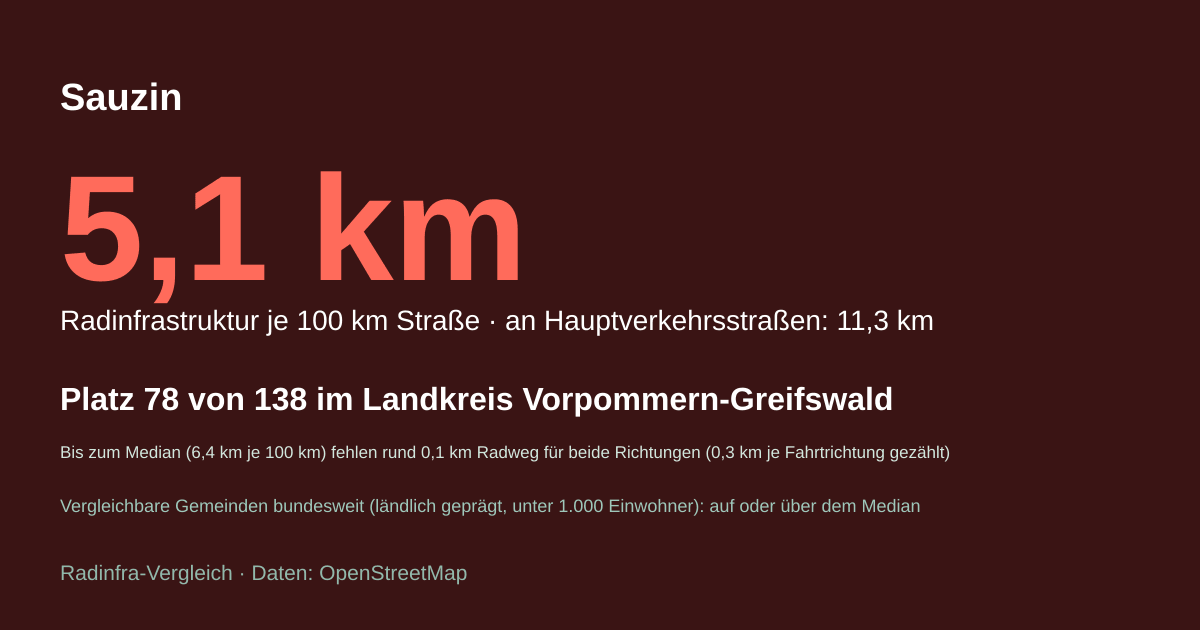 Sauzin
5,1 km
Radinfrastruktur je 100 km Straße · an Hauptverkehrsstraßen: 11,3 km
Platz 78 von 138 im Landkreis Vorpommern-Greifswald
Bis zum Median (6,4 km je 100 km) fehlen rund 0,1 km Radweg für beide Richtungen (0,3 km je Fahrtrichtung gezählt)
Vergleichbare Gemeinden bundesweit (ländlich geprägt, unter 1.000 Einwohner): auf oder über dem Median
Radinfra-Vergleich · Daten: OpenStreetMap